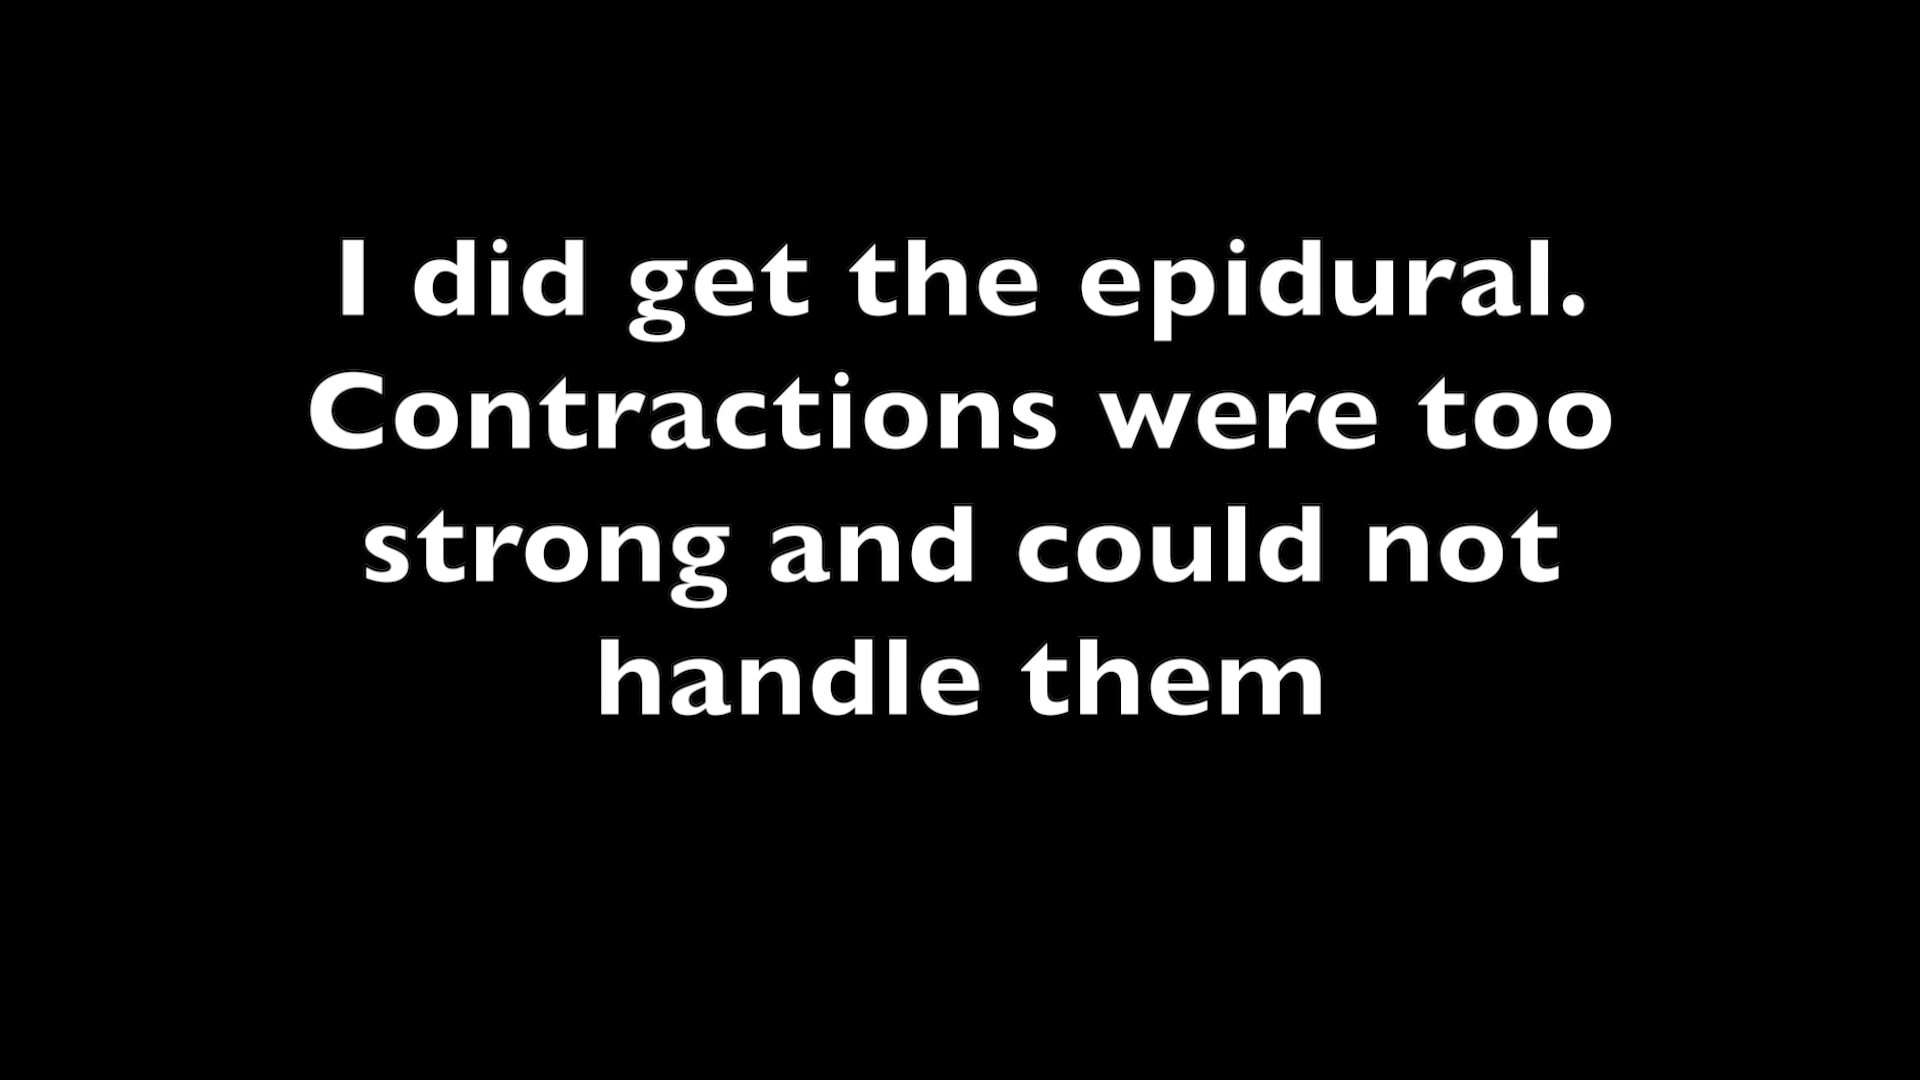 I did get the epidural.
Contractions were too
strong and could not
handle them